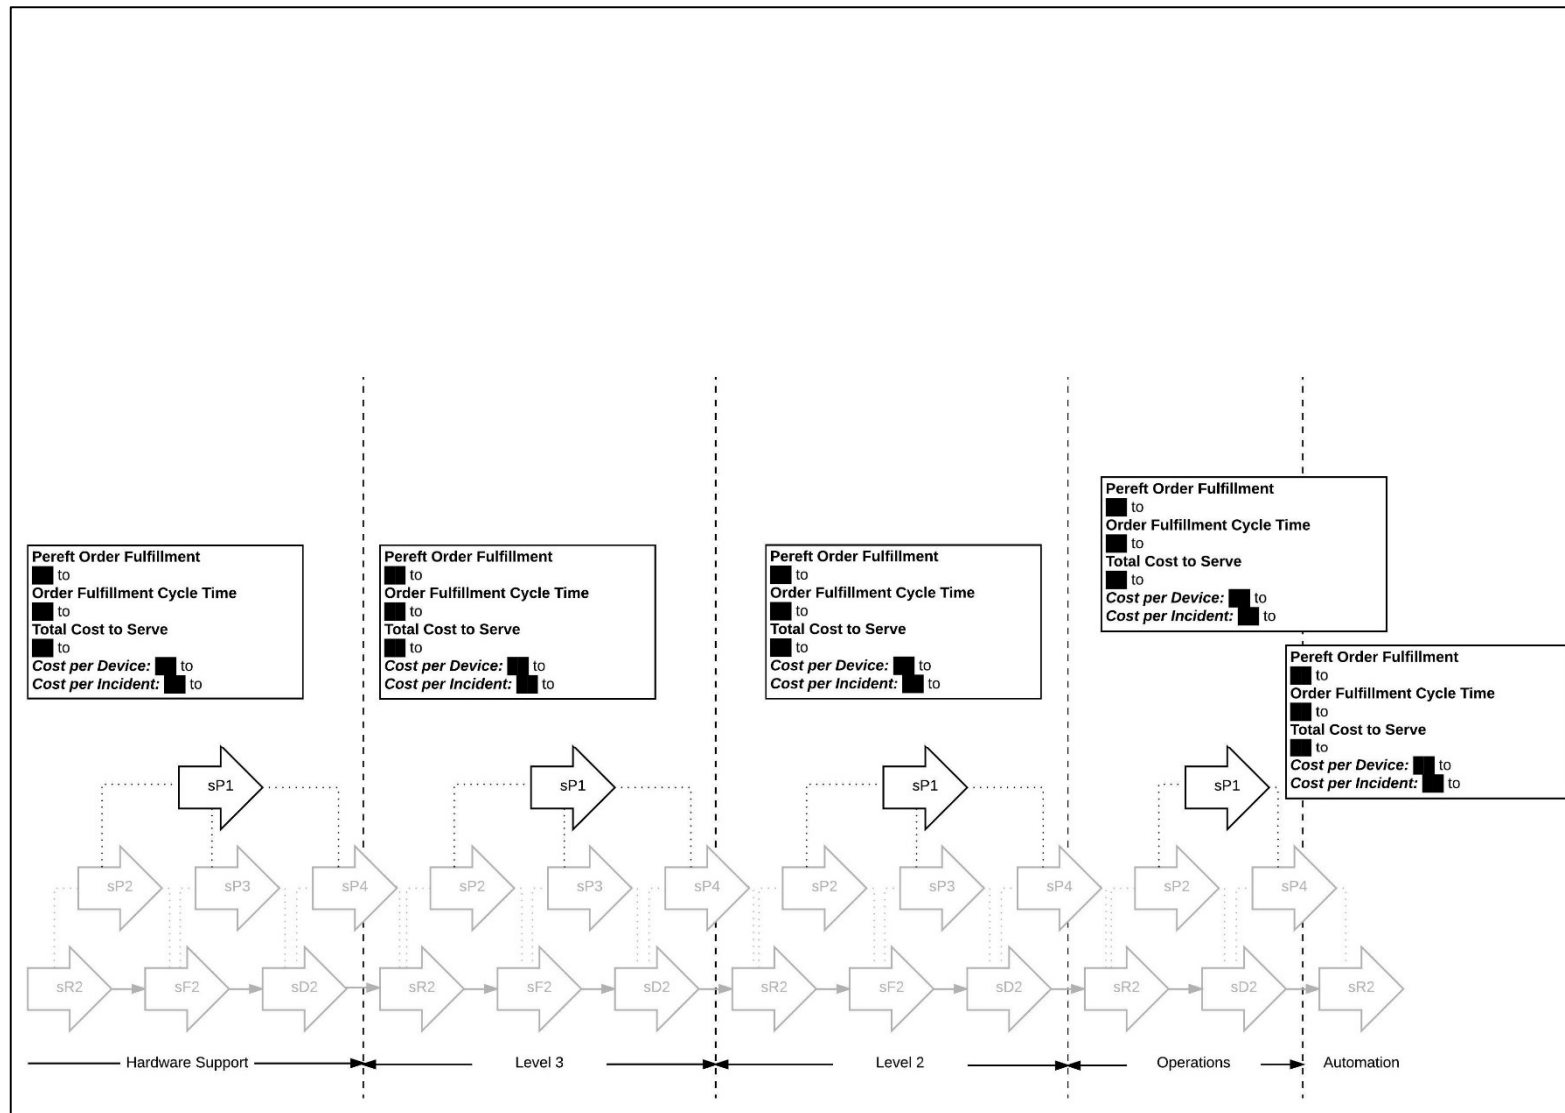 Pereft Order Fulfillment
to
Order Fulfillment Cycle Time
to
Total Cost to Serve
to
Cost per Device: to
Cost per Incident: to
Pereft Order Fulfillment
to
Order Fulfillment Cycle Time
to
Total Cost to Serve
to
Cost per Device: to
Cost per Incident: to
Pereft Order Fulfillment
to
Order Fulfillment Cycle Time
to
Total Cost to Serve
to
Cost per Device: to
Cost per Incident: to
Pereft Order Fulfillment
to
Order Fulfillment Cycle Time
to
Total Cost to Serve
to
Cost per Device: to
Cost per Incident: to
Pereft Order Fulfillment
to
Order Fulfillment Cycle Time
to
Total Cost to Serve
to
Cost per Device: to
Cost per Incident: to
sP1 sP1 sP1 sP1
sP2 sP3 sP4 sP2 sP3 sP4 sP2 sP3 sP4 sP2 sP4
sR2 sF2 sD2 sR2 sF2 sD2 sR2 sF2 sD2 sR2 sD2 sR2
Hardware Support Level 3 Level 2 Operations Automation